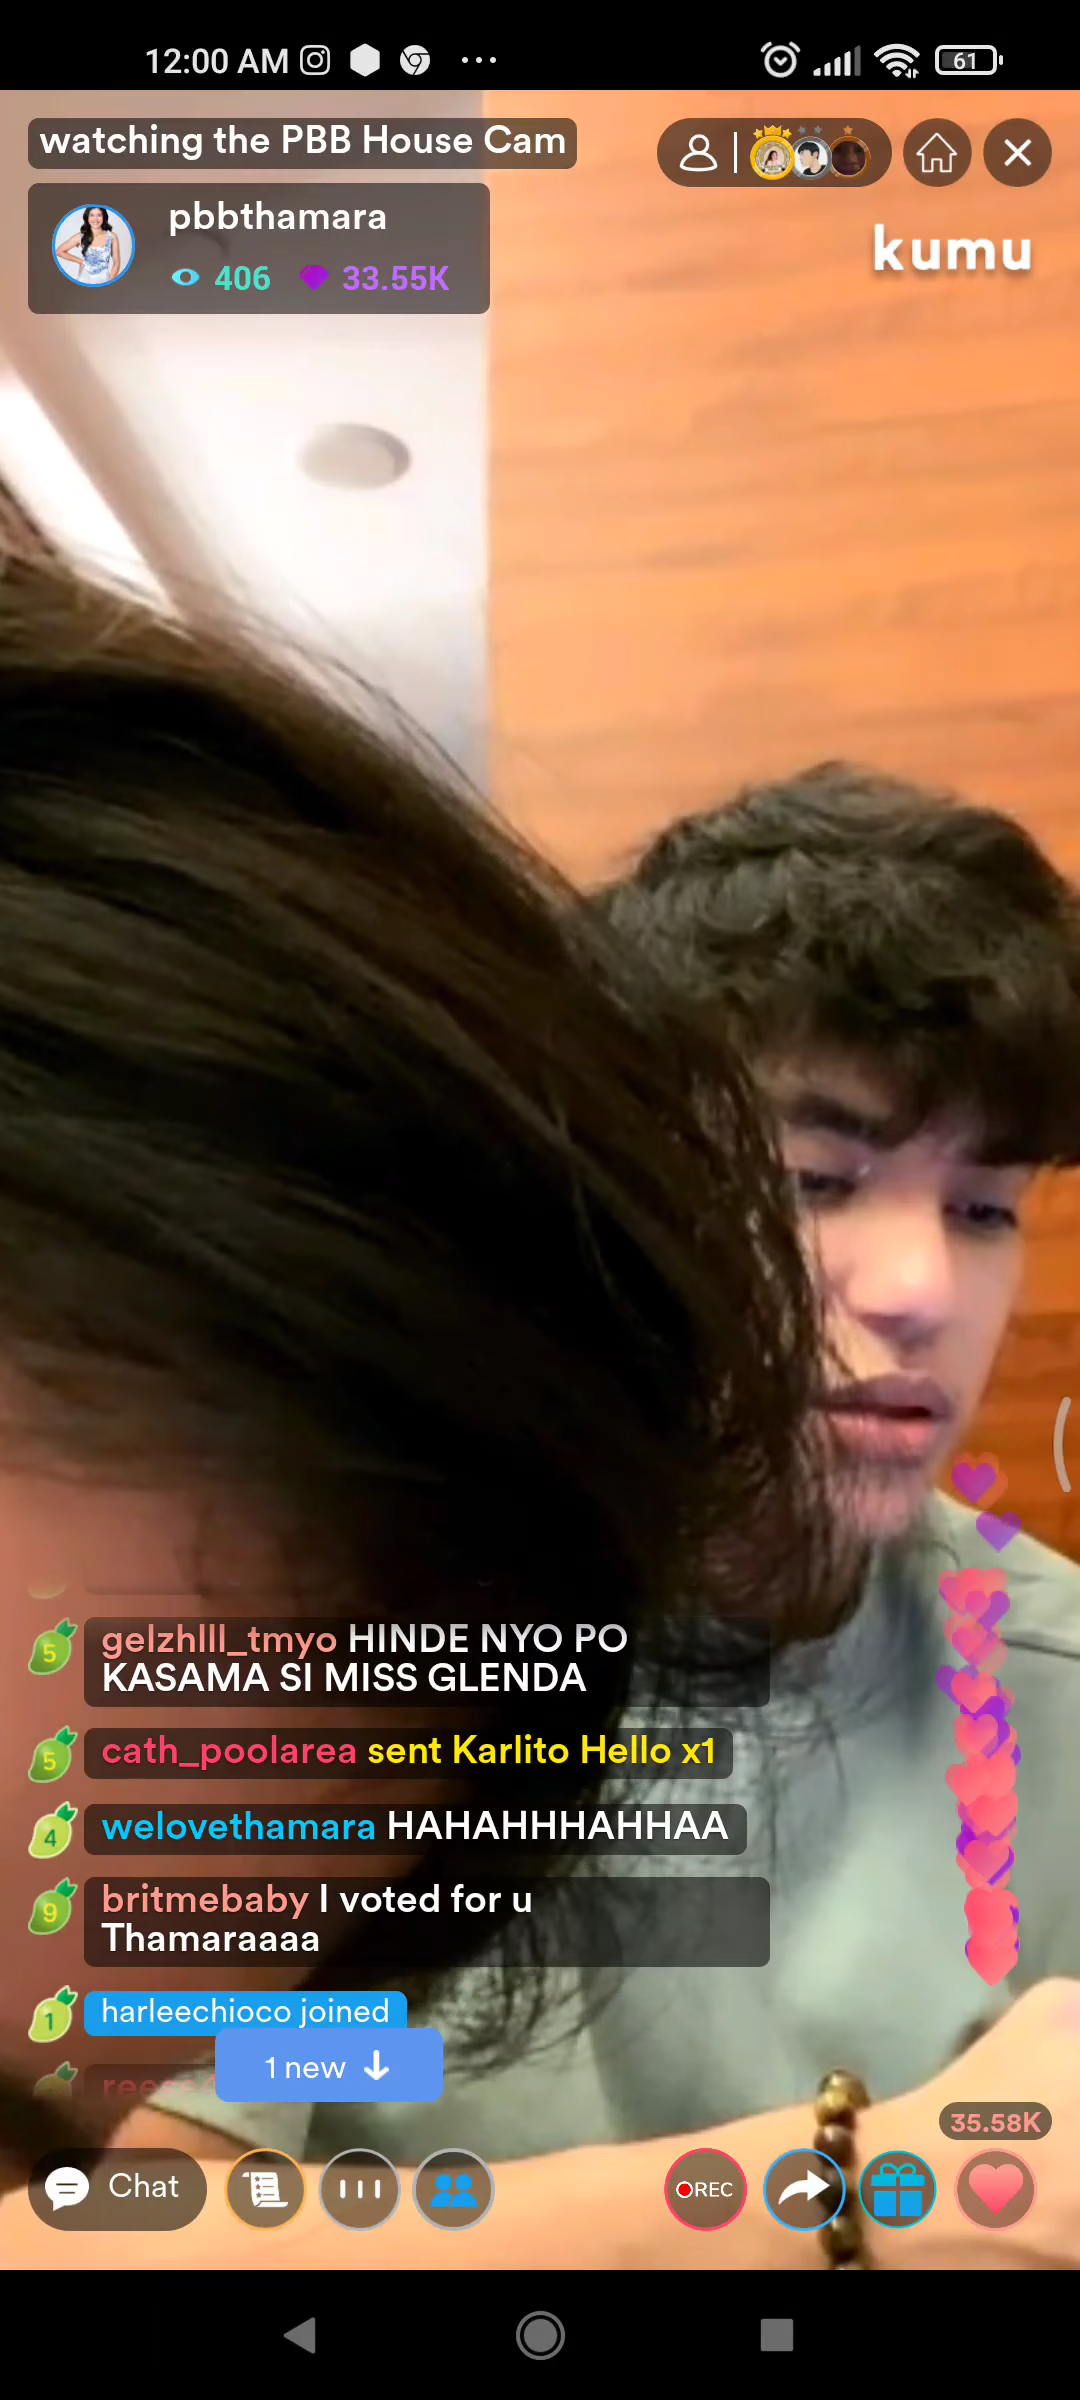 12:00 AM
61
watching the PBB House Cam
pbbthamara
406 33.55K
kumu
5 gelzhlll_tmyo HINDE NYO PO
KASAMA SI MISS GLENDA
5 cath_poolarea sent Karlito Hello x1
4 welovethamara HAHAHHHAHHAA
9 britmebaby I voted for u
Thamaraaaa
1 harleechioco joined
1 new
35.58K
Chat
REC